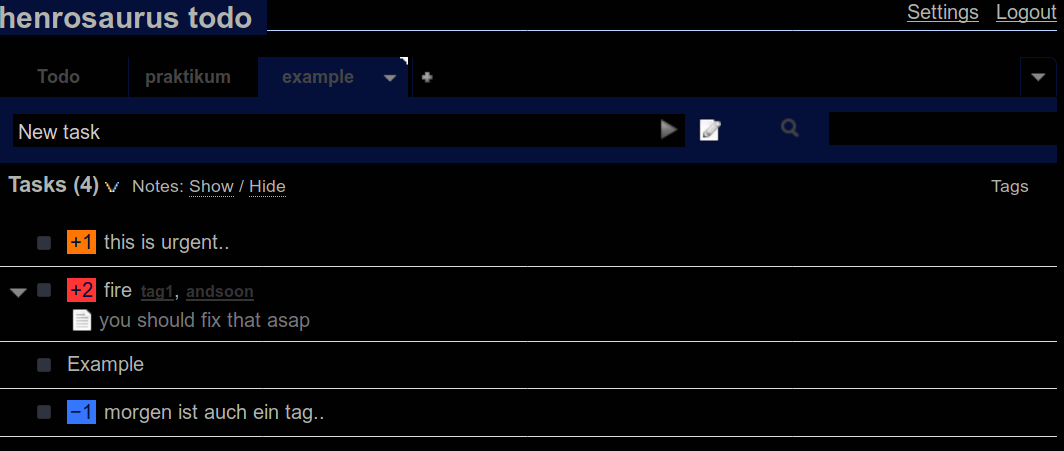 henrosaurus todo
Settings Logout
Todo praktikum example
New task
Tasks (4) Notes: Show / Hide Tags
+1 this is urgent..
+2 fire tag1, andsoon
you should fix that asap
Example
−1 morgen ist auch ein tag..